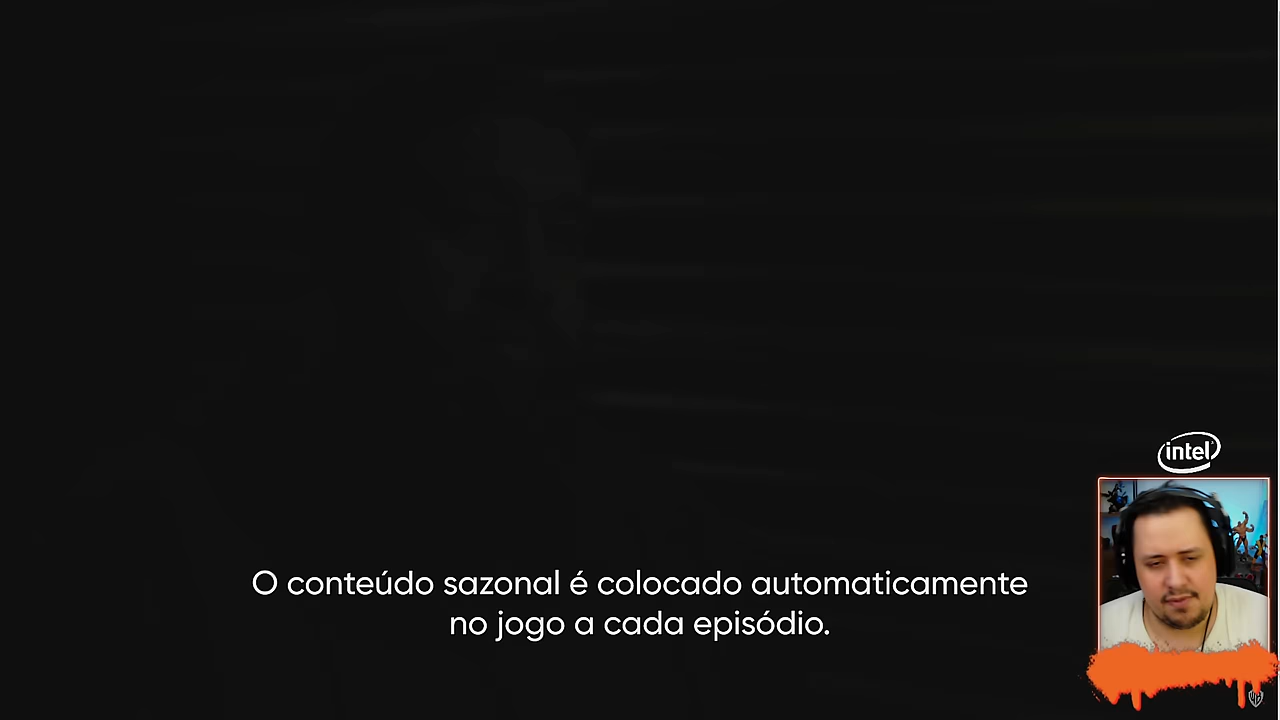 intel
O conteúdo sazonal é colocado automaticamente
no jogo a cada episódio.